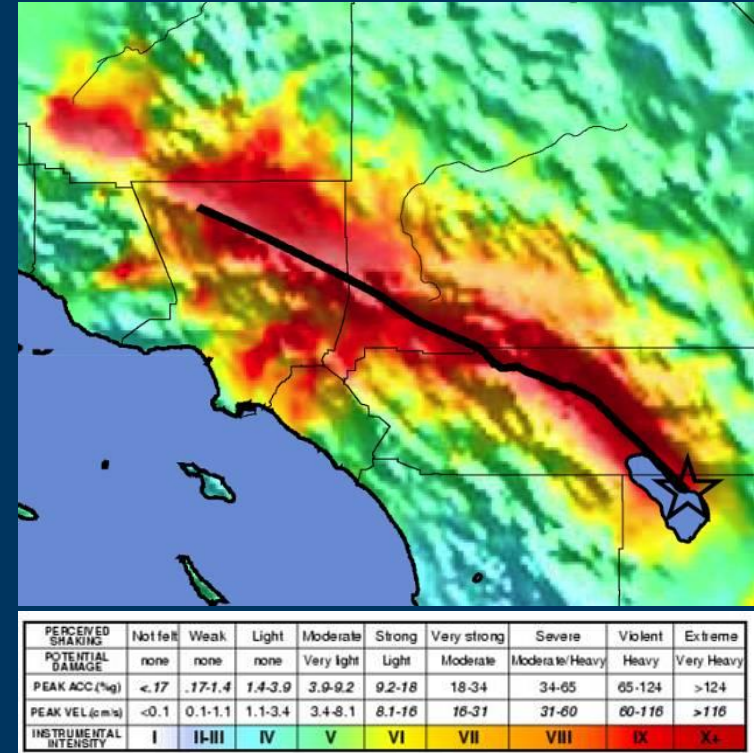 PERCEIVED SHAKING Not felt Weak Light Moderate Strong Very strong Severe Violent Extreme
POTENTIAL DAMAGE none none none Very light Light Moderate Moderate/Heavy Heavy Very Heavy
PEAK ACC.(%g) <.17 .17-1.4 1.4-3.9 3.9-9.2 9.2-18 18-34 34-65 65-124 >124
PEAK VEL.(cm/s) <0.1 0.1-1.1 1.1-3.4 3.4-8.1 8.1-16 16-31 31-60 60-116 >116
INSTRUMENTAL INTENSITY I II-III IV V VI VII VIII IX X+